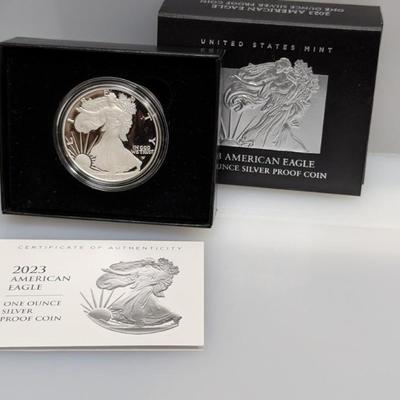 2023 AMERICAN EAGLE
ONE OUNCE SILVER PROOF COIN
UNITED STATES MINT
AMERICAN EAGLE
OUNCE SILVER PROOF COIN
LIBERTY
IN GOD
WE TRUST
CERTIFICATE OF AUTHENTICITY
2023
AMERICAN
EAGLE
ONE OUNCE
SILVER
PROOF COIN